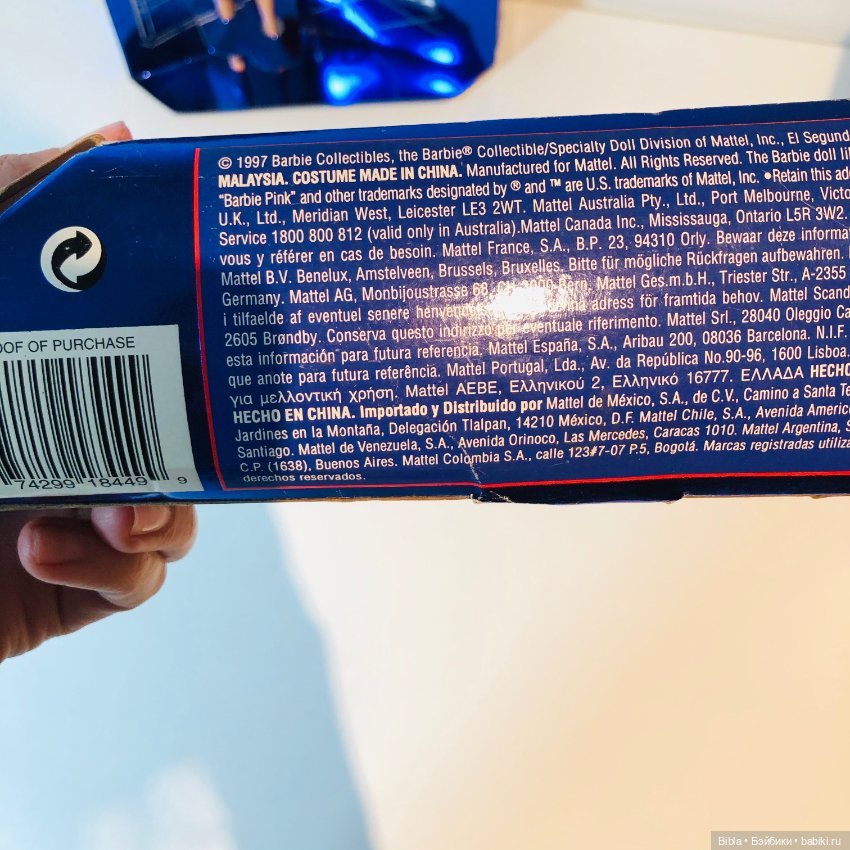 © 1997 Barbie Collectibles, the Barbie® Collectible/Specialty Doll Division of Mattel, Inc., El Segund
MALAYSIA. COSTUME MADE IN CHINA. Manufactured for Mattel. All Rights Reserved. The Barbie doll li
"Barbie Pink" and other trademarks designated by ® and ™ are U.S. trademarks of Mattel, Inc. •Retain this ad
U.K., Ltd., Meridian West, Leicester LE3 2WT. Mattel Australia Pty., Ltd., Port Melbourne, Victo
Service 1800 800 812 (valid only in Australia).Mattel Canada Inc., Mississauga, Ontario L5R 3W2.
vous y référer en cas de besoin. Mattel France, S.A., B.P. 23, 94310 Orly. Bewaar deze informa
Mattel B.V. Benelux, Amstelveen, Brussels, Bruxelles, Bitte für mögliche Rückfragen aufbewahren.
Germany. Mattel AG, Monbijoustrasse 68, Bern. Mattel Ges.m.b.H., Triester Str., A-2355
i tilfaelde af eventuel senere address för framtida behov. Mattel Scand
2605 Brøndby. Conserva questo indirizzo per eventuale riferimento. Mattel Srl., 28040 Oleggio Ca
esta información para futura referencia. Mattel España, S.A., Aribau 200, 08036 Barcelona. N.I.F.
que anote para futura referência. Mattel Portugal, Lda., Av. da República No.90-96, 1600 Lisboa.
για μελλοντική χρήση. Mattel AEBE, Ελληνικού 2, Ελληνικό 16777. ΕΛΛΑΔΑ HECHO
HECHO EN CHINA. Importado y Distribuido por Mattel de México, S.A., de C.V., Camino a Santa Te
Jardines en la Montaña, Delegación Tlalpan, 14210 México, D.F. Mattel Chile, S.A., Avenida Americ
Santiago. Mattel de Venezuela, S.A., Avenida Orinoco, Las Mercedes, Caracas 1010. Mattel Argentina, S
C.P. (1638), Buenos Aires. Mattel Colombia S.A., calle 123#7-07 P.5, Bogotá. Marcas registradas utiliza
derechos reservados.
OOF OF PURCHASE
74299 18449 9
Bibla • Бэйбики • babiki.ru